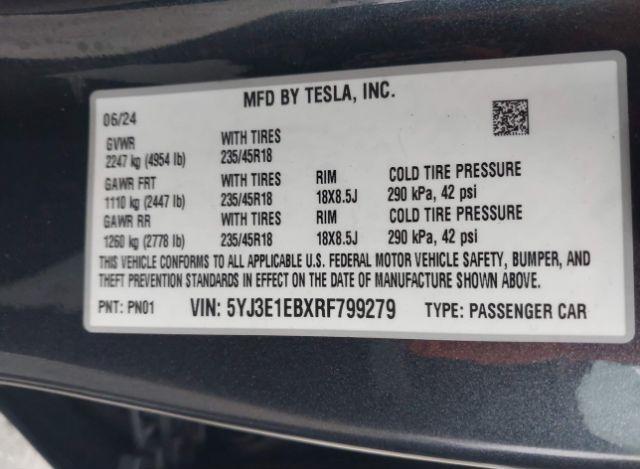 MFD BY TESLA, INC.
06/24
GVWR WITH TIRES
2247 kg (4954 lb) 235/45R18
GAWR FRT WITH TIRES RIM COLD TIRE PRESSURE
1110 kg (2447 lb) 235/45R18 18X8.5J 290 kPa, 42 psi
GAWR RR WITH TIRES RIM COLD TIRE PRESSURE
1260 kg (2778 lb) 235/45R18 18X8.5J 290 kPa, 42 psi
THIS VEHICLE CONFORMS TO ALL APPLICABLE U.S. FEDERAL MOTOR VEHICLE SAFETY, BUMPER, AND
THEFT PREVENTION STANDARDS IN EFFECT ON THE DATE OF MANUFACTURE SHOWN ABOVE.
PNT: PN01 VIN: 5YJ3E1EBXRF799279 TYPE: PASSENGER CAR